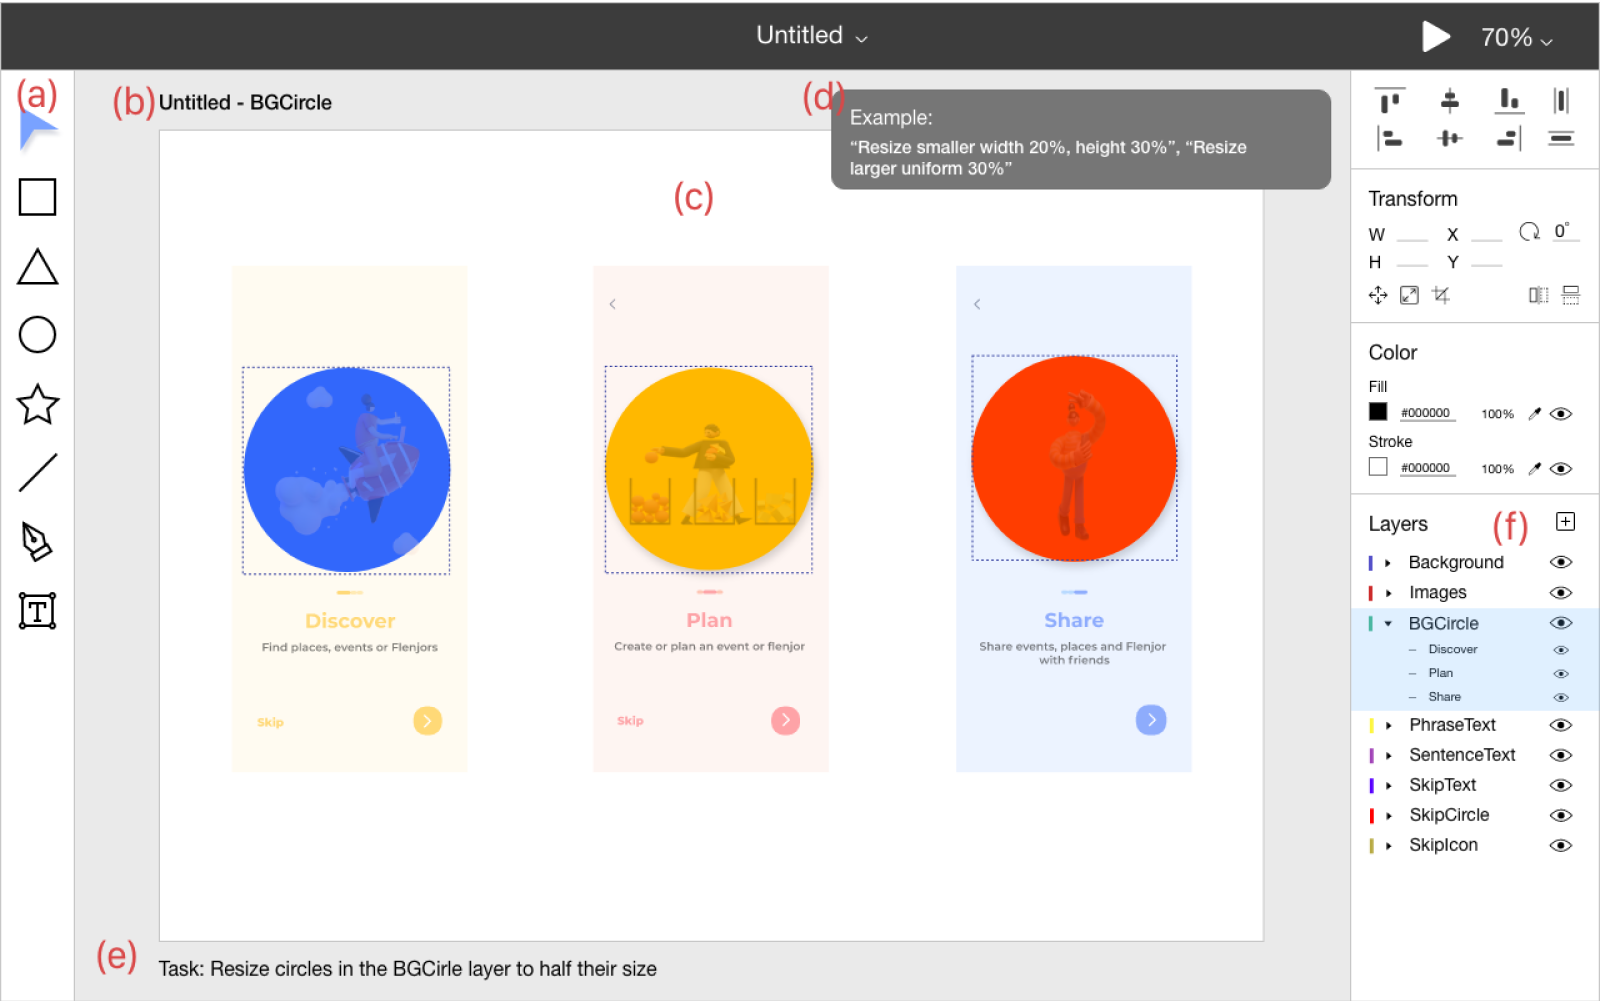 Untitled
70%
(a)
(b) Untitled - BGCircle
(d)
Example:
“Resize smaller width 20%, height 30%”, “Resize
larger uniform 30%”
(c)
Discover
Find places, events or Flenjors
Skip
Plan
Create or plan an event or flenjor
Skip
Share
Share events, places and Flenjor
with friends
(e)
Task: Resize circles in the BGCirle layer to half their size
Transform
W X 0°
H Y
Color
Fill
#000000 100%
Stroke
#000000 100%
Layers (f)
Background
Images
BGCircle
– Discover
– Plan
– Share
PhraseText
SentenceText
SkipText
SkipCircle
SkipIcon
T